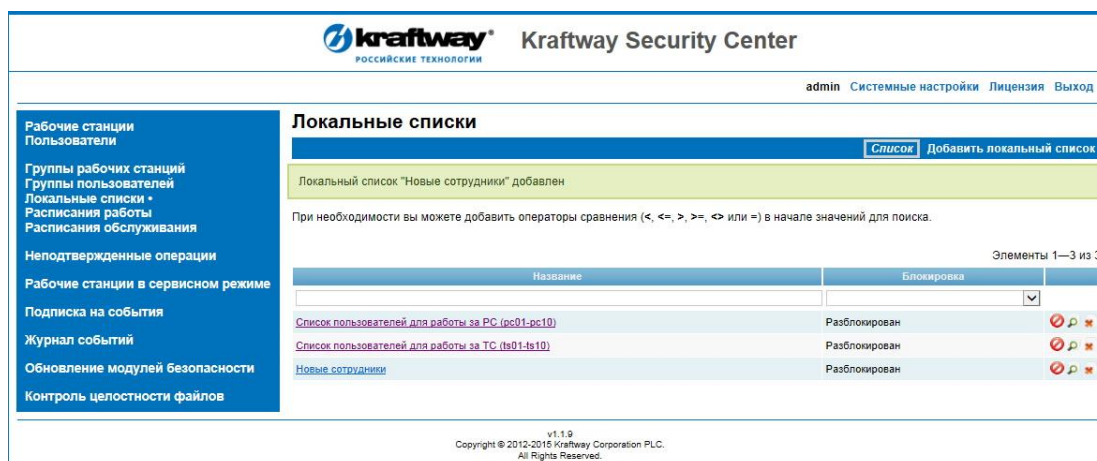 kraftway®
РОССИЙСКИЕ ТЕХНОЛОГИИ
Kraftway Security Center
admin Системные настройки Лицензия Выход
Рабочие станции
Пользователи
Группы рабочих станций
Группы пользователей
Локальные списки •
Расписания работы
Расписания обслуживания
Неподтвержденные операции
Рабочие станции в сервисном режиме
Подписка на события
Журнал событий
Обновление модулей безопасности
Контроль целостности файлов
Локальные списки
Список Добавить локальный список
Локальный список "Новые сотрудники" добавлен
При необходимости вы можете добавить операторы сравнения (<, <=, >, >=, <> или =) в начале значений для поиска.
Элементы 1—3 из 3
Название Блокировка
Список пользователей для работы за PC (pc01-pc10) Разблокирован
Список пользователей для работы за ТС (ts01-ts10) Разблокирован
Новые сотрудники Разблокирован
v1.1.9
Copyright © 2012-2015 Kraftway Corporation PLC.
All Rights Reserved.